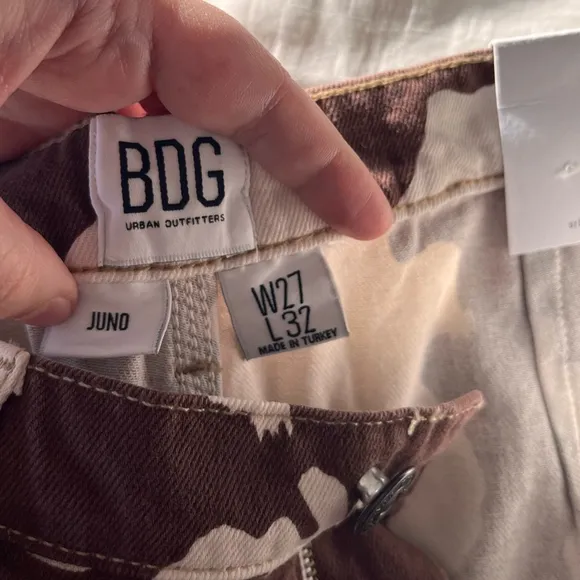 BDG
URBAN OUTFITTERS
JUNO
W27
L32
MADE IN TURKEY